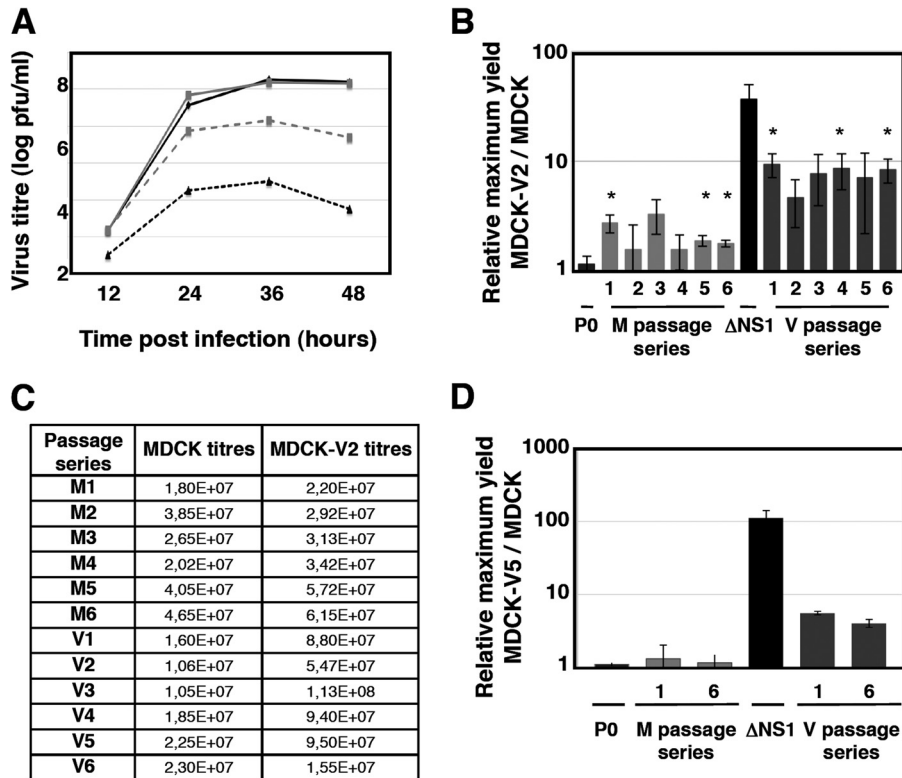 A
Virus titre (log pfu/ml)
8
6
4
2
12 24 36 48
Time post infection (hours)
B
Relative maximum yield
MDCK-V2 / MDCK
100
10
1
* * * * * *
1 2 3 4 5 6 1 2 3 4 5 6
P0 M passage series ΔNS1 V passage series
C
Passage series MDCK titres MDCK-V2 titres
M1 1,80E+07 2,20E+07
M2 3,85E+07 2,92E+07
M3 2,65E+07 3,13E+07
M4 2,02E+07 3,42E+07
M5 4,05E+07 5,72E+07
M6 4,65E+07 6,15E+07
V1 1,60E+07 8,80E+07
V2 1,06E+07 5,47E+07
V3 1,05E+07 1,13E+08
V4 1,85E+07 9,40E+07
V5 2,25E+07 9,50E+07
V6 2,30E+07 1,55E+07
D
Relative maximum yield
MDCK-V5 / MDCK
1000
100
10
1
1 6 1 6
P0 M passage series ΔNS1 V passage series